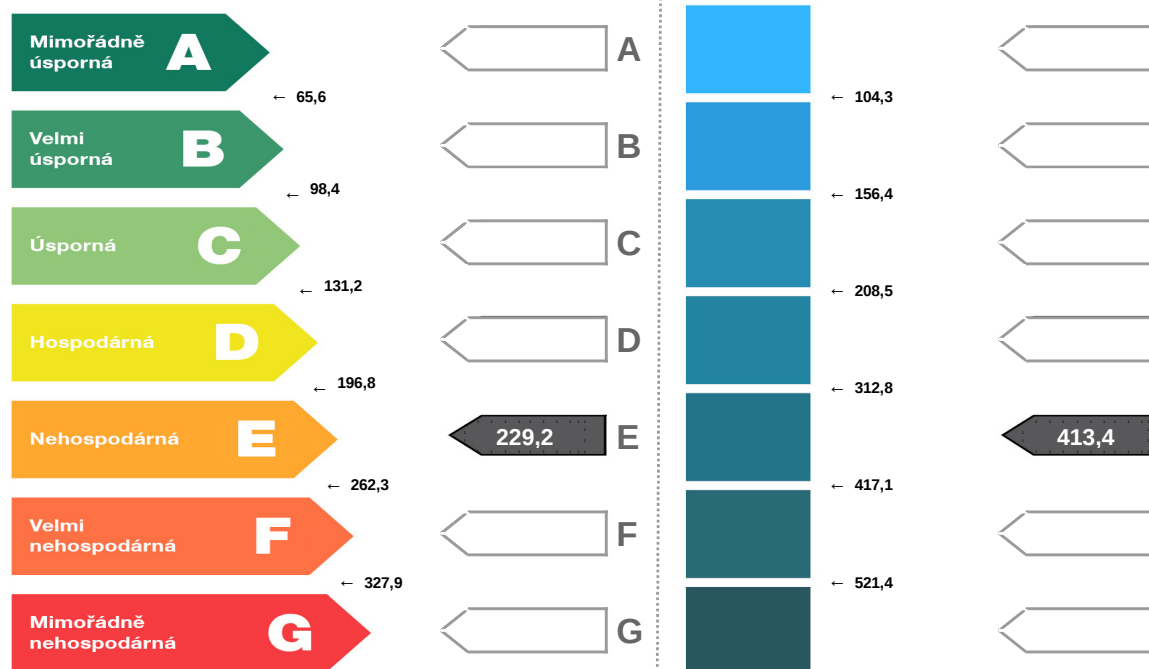 Mimořádně
úsporná
A
A
← 65,6
← 104,3
Velmi
úsporná
B
B
← 98,4
← 156,4
Úsporná
C
C
← 131,2
← 208,5
Hospodárná
D
D
← 196,8
← 312,8
Nehospodárná
E
229,2
E
413,4
← 262,3
← 417,1
Velmi
nehospodárná
F
F
← 327,9
← 521,4
Mimořádně
nehospodárná
G
G